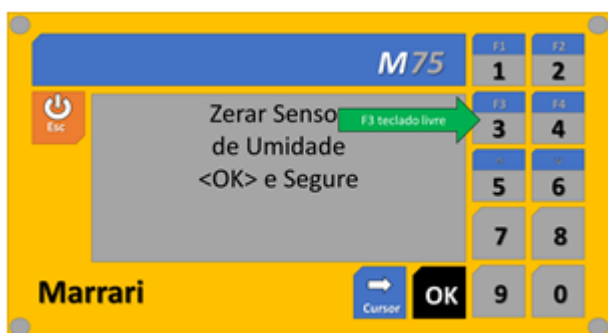 M75
F1
1
F2
2
Esc
Zerar Senso
de Umidade
<OK> e Segure
F3 teclado livre
F3
3
F4
4
5
6
7
8
Marrari
Cursor
OK
9
0